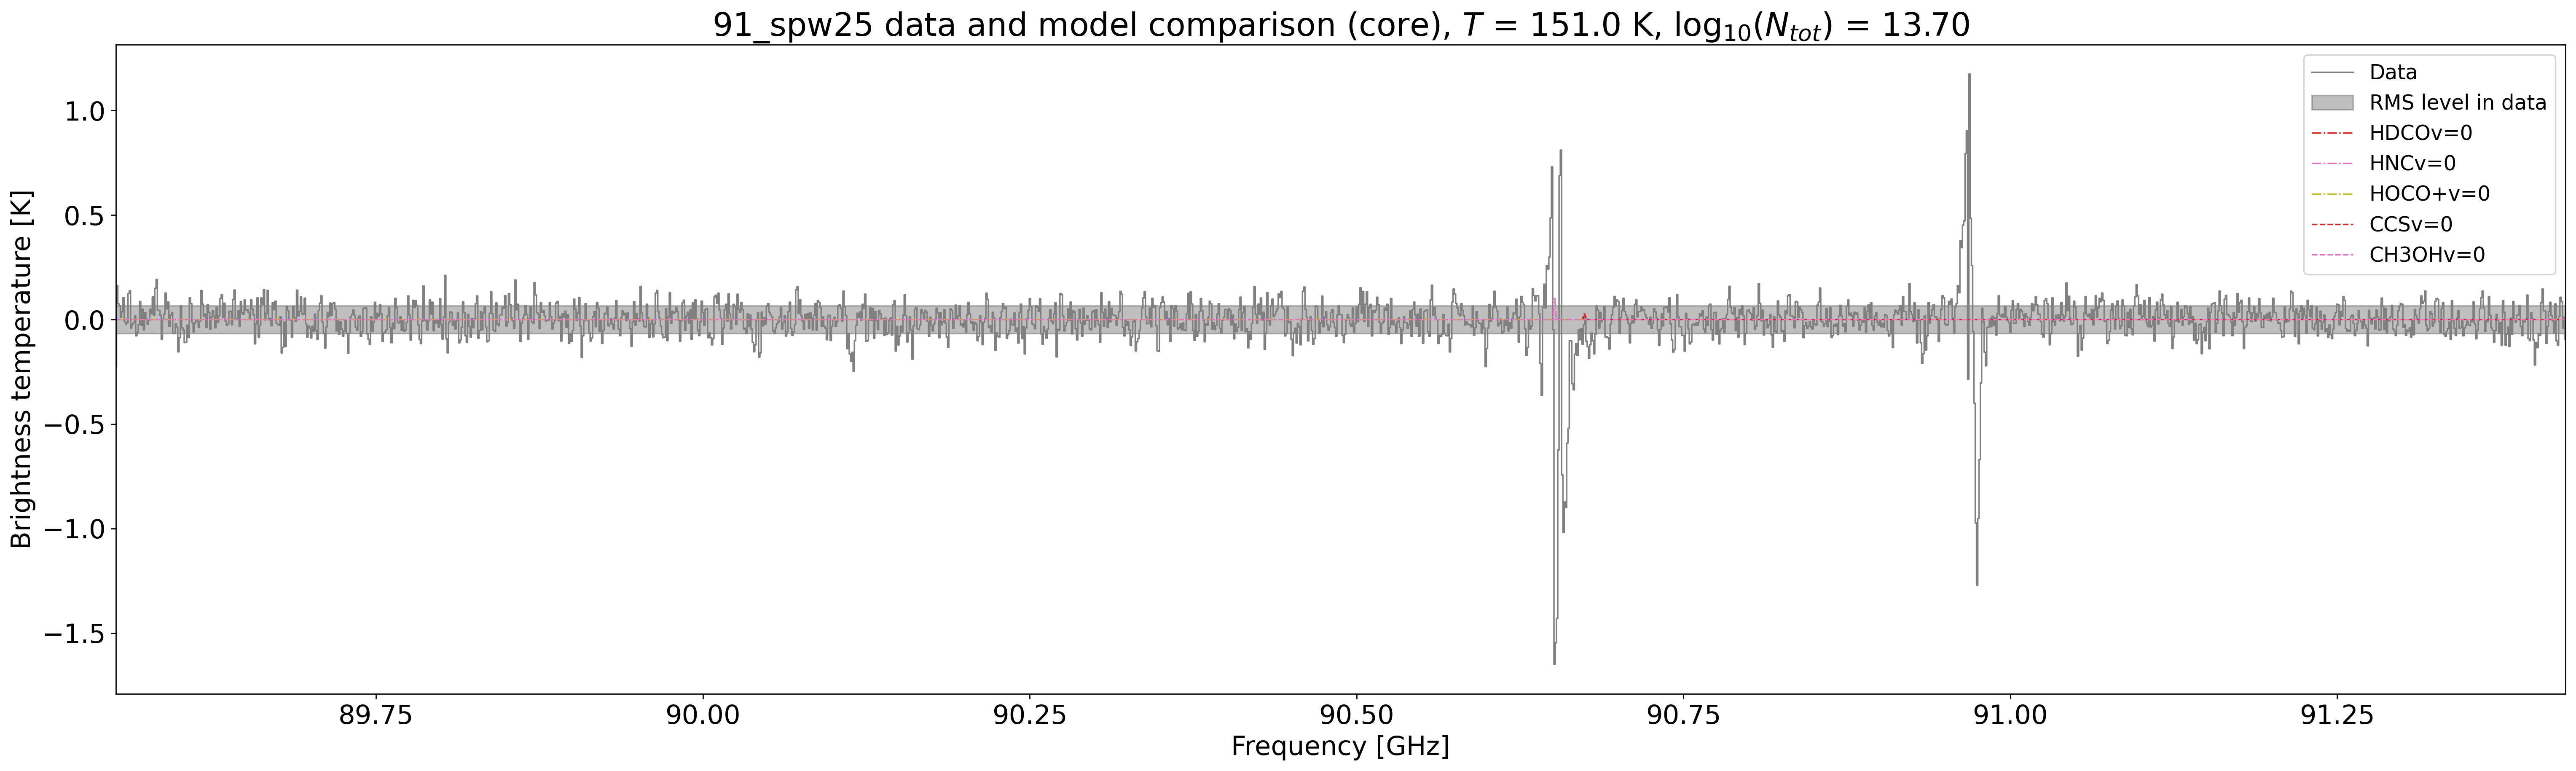 91_spw25 data and model comparison (core), T = 151.0 K, log₁₀(Nₜₒₜ) = 13.70
Brightness temperature [K]
1.0
0.5
0.0
−0.5
−1.0
−1.5
Data
RMS level in data
HDCOv=0
HNCv=0
HOCO+v=0
CCSv=0
CH3OHv=0
89.75 90.00 90.25 90.50 90.75 91.00 91.25
Frequency [GHz]